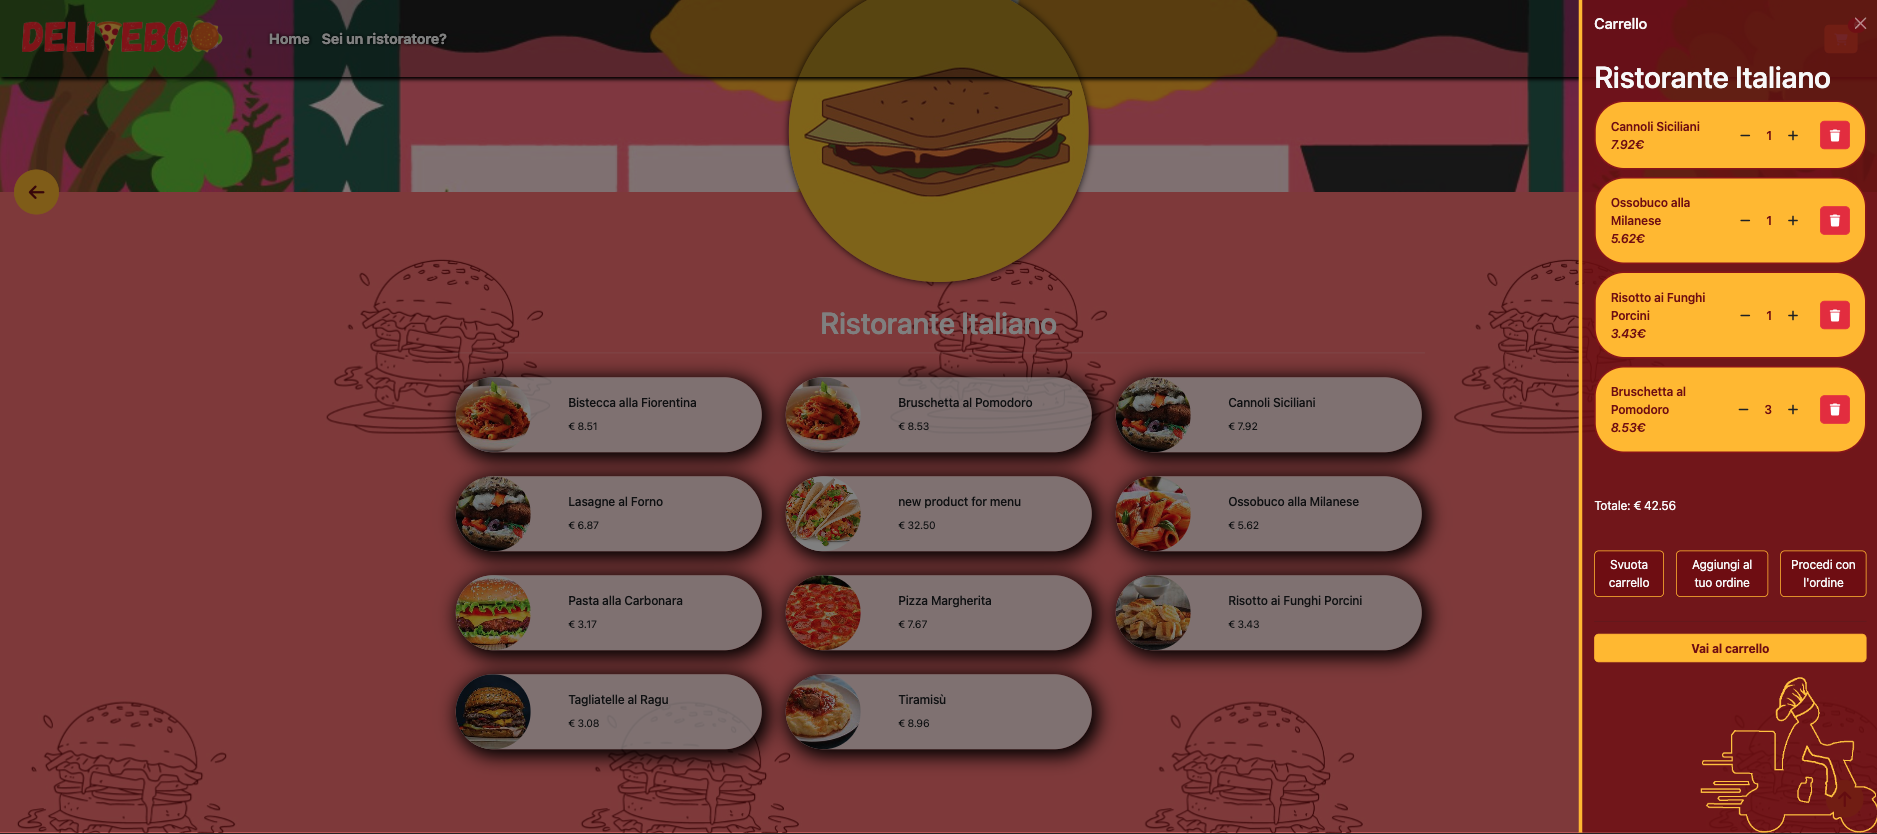 DELIVEBOO
Home Sei un ristoratore?
Ristorante Italiano
Bistecca alla Fiorentina
€ 8.51
Bruschetta al Pomodoro
€ 8.53
Cannoli Siciliani
€ 7.92
Lasagne al Forno
€ 6.87
new product for menu
€ 32.50
Ossobuco alla Milanese
€ 5.62
Pasta alla Carbonara
€ 3.17
Pizza Margherita
€ 7.67
Risotto ai Funghi Porcini
€ 3.43
Tagliatelle al Ragu
€ 3.08
Tiramisù
€ 8.96
Carrello
Ristorante Italiano
Cannoli Siciliani
7.92€
1
Ossobuco alla
Milanese
5.62€
1
Risotto ai Funghi
Porcini
3.43€
1
Bruschetta al
Pomodoro
8.53€
3
Totale: € 42.56
Svuota
carrello
Aggiungi al
tuo ordine
Procedi con
l'ordine
Vai al carrello